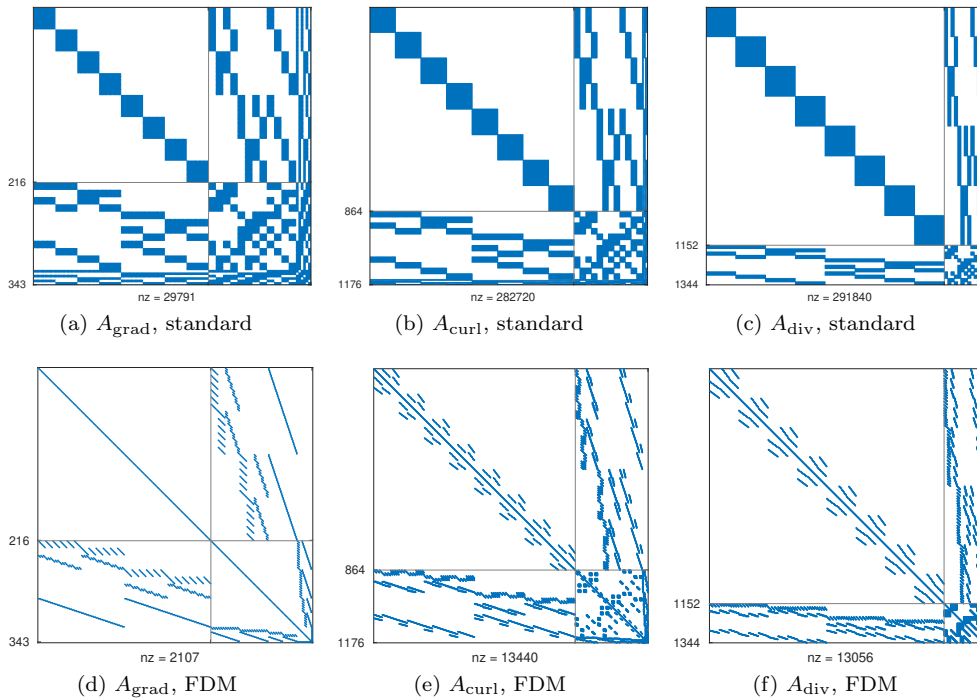 216
343
nz = 29791
(a) A_grad, standard
864
1176
nz = 282720
(b) A_curl, standard
1152
1344
nz = 291840
(c) A_div, standard
216
343
nz = 2107
(d) A_grad, FDM
864
1176
nz = 13440
(e) A_curl, FDM
1152
1344
nz = 13056
(f) A_div, FDM